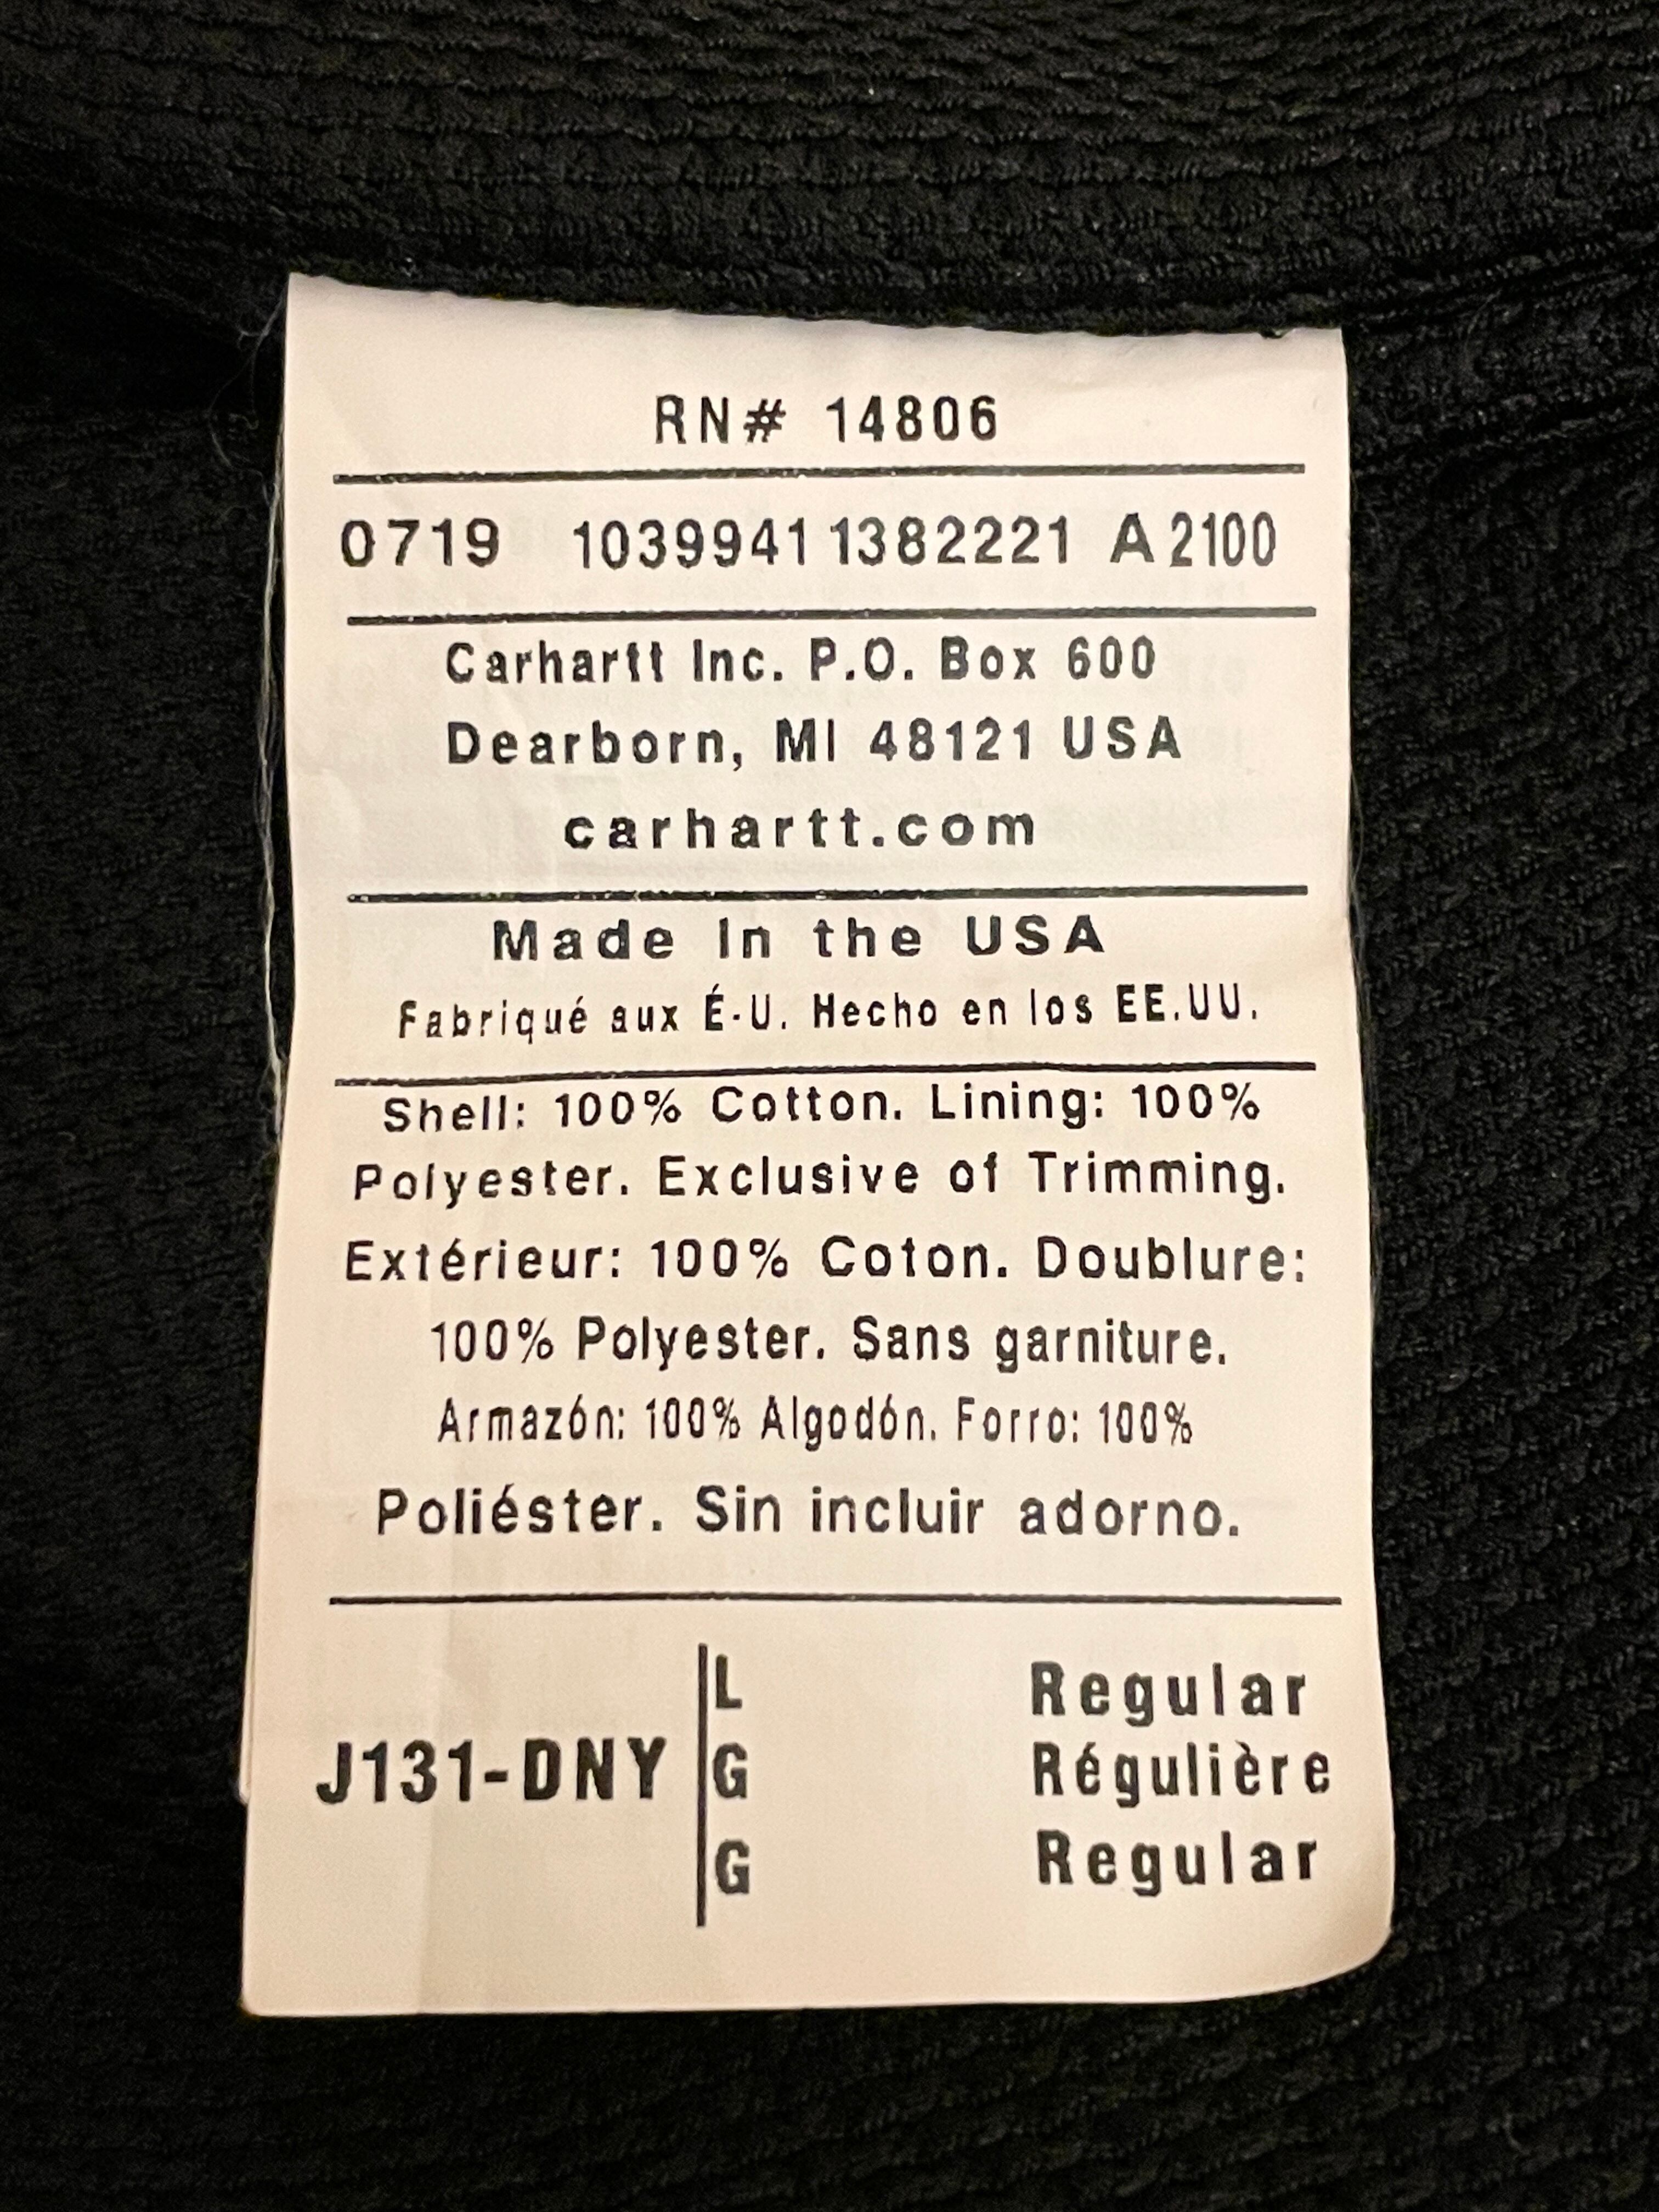 RN# 14806
0719 1039941 1382221 A 2100
Carhartt Inc. P.O. Box 600
Dearborn, MI 48121 USA
carhartt.com
Made In the USA
Fabriqué aux É-U. Hecho en los EE.UU.
Shell: 100% Cotton. Lining: 100%
Polyester. Exclusive of Trimming.
Extérieur: 100% Coton. Doublure:
100% Polyester. Sans garniture.
Armazón: 100% Algodón. Forro: 100%
Poliéster. Sin incluir adorno.
L Regular
J131-DNY G Régulière
G Regular